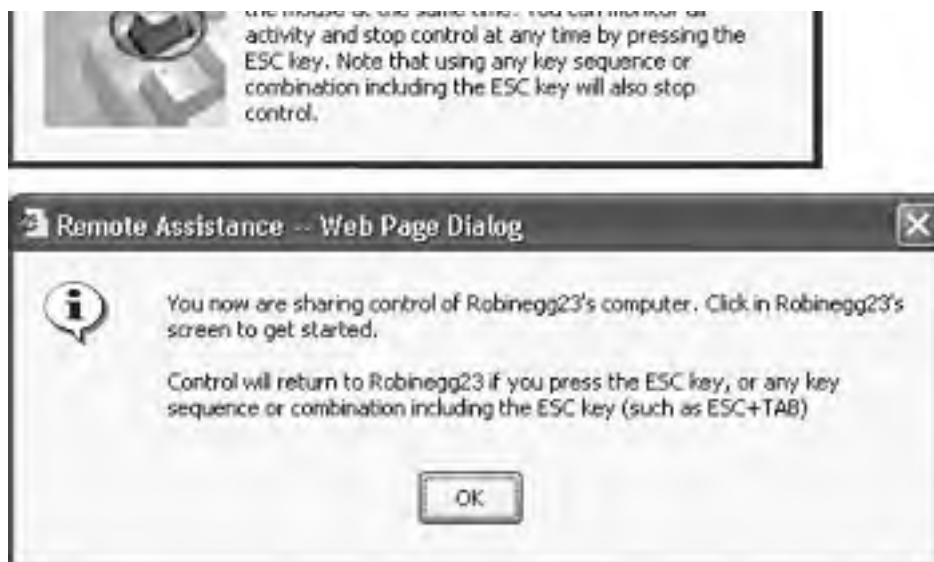 the mouse at the same time. You can monitor all
activity and stop control at any time by pressing the
ESC key. Note that using any key sequence or
combination including the ESC key will also stop
control.
Remote Assistance -- Web Page Dialog
You now are sharing control of Robinegg23's computer. Click in Robinegg23's
screen to get started.
Control will return to Robinegg23 if you press the ESC key, or any key
sequence or combination including the ESC key (such as ESC+TAB)
OK